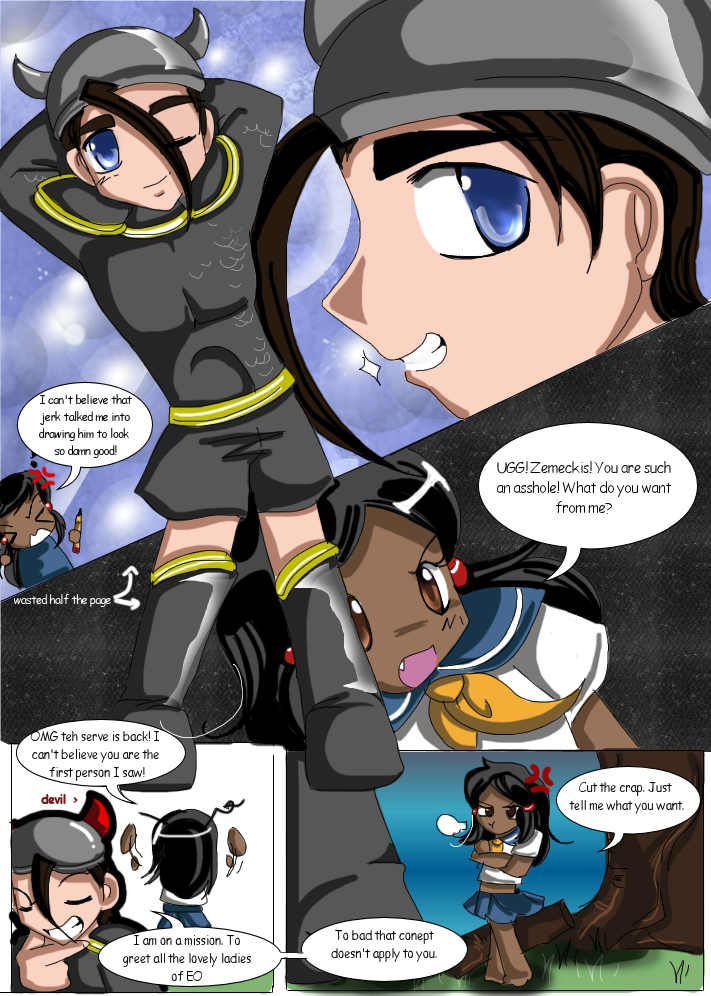 I can't believe that
jerk talked me into
drawing him to look
so damn good!
UGG! Zemeckis! You are such
an asshole! What do you want
from me?
wasted half the page
OMG teh serve is back! I
can't believe you are the
first person I saw!
devil >
Cut the crap. Just
tell me what you want.
I am on a mission. To
greet all the lovely ladies
of EO
To bad that conept
doesn't apply to you.